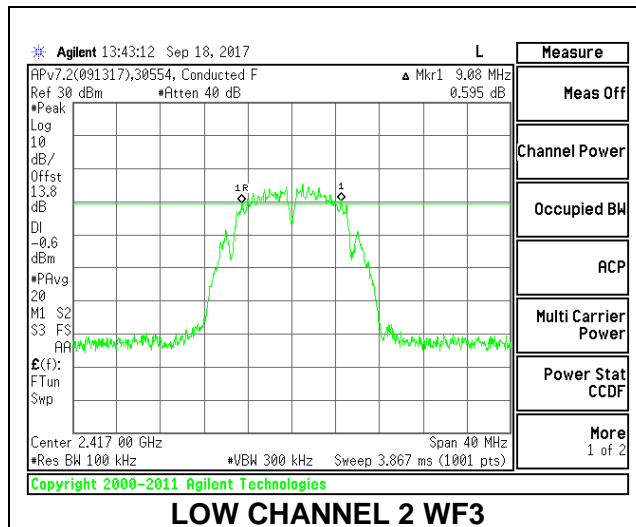 Agilent 13:43:12 Sep 18, 2017 L
APv7.2(091317),30554, Conducted F
Δ Mkr1 9.08 MHz
Ref 30 dBm #Atten 40 dB 0.595 dB
#Peak
Log
10
dB/
Offst
13.8
dB
DI
-0.6
dBm
#PAvg
20
M1 S2
S3 FS
AA
£(f):
FTun
Swp
1R
1
Center 2.417 00 GHz Span 40 MHz
#Res BW 100 kHz #VBW 300 kHz Sweep 3.867 ms (1001 pts)
Copyright 2000-2011 Agilent Technologies
Measure
Meas Off
Channel Power
Occupied BW
ACP
Multi Carrier
Power
Power Stat
CCDF
More
1 of 2
LOW CHANNEL 2 WF3